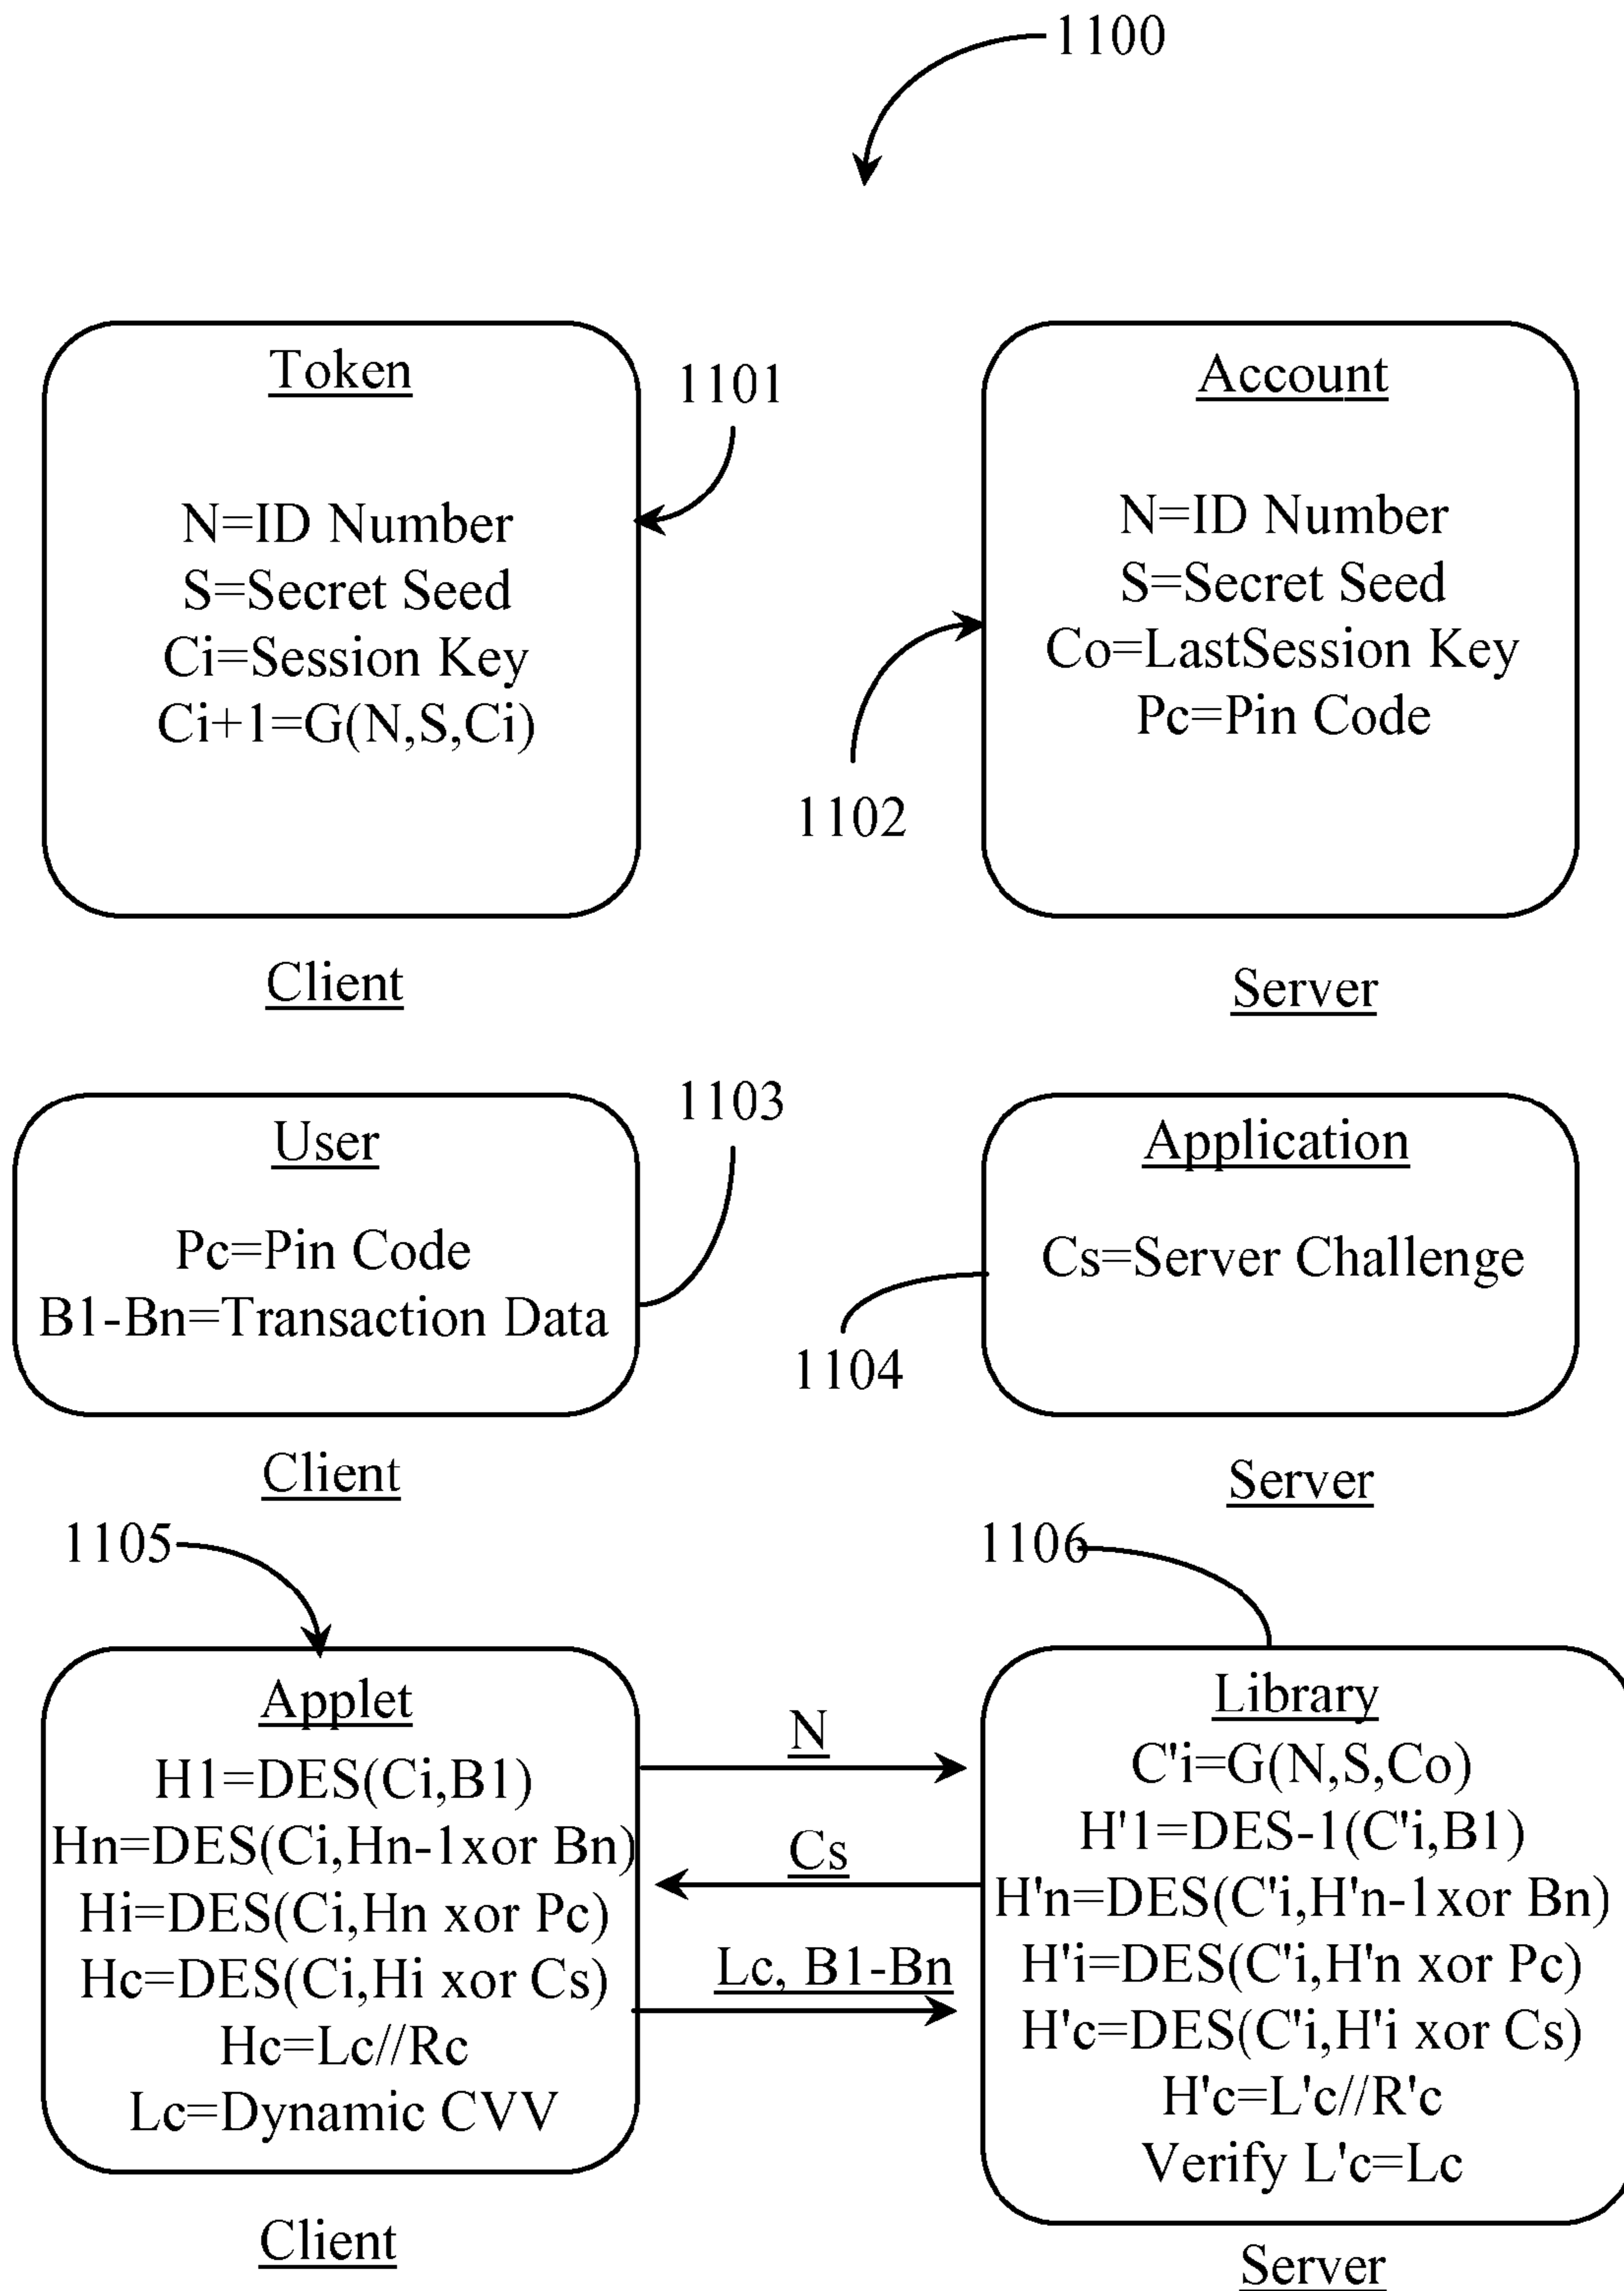 1100
Token
N=ID Number
S=Secret Seed
Ci=Session Key
Ci+1=G(N,S,Ci)
1101
Account
N=ID Number
S=Secret Seed
Co=LastSession Key
Pc=Pin Code
1102
Client
Server
User
Pc=Pin Code
B1-Bn=Transaction Data
1103
Application
Cs=Server Challenge
1104
Client
Server
1105
1106
Applet
H1=DES(Ci,B1)
Hn=DES(Ci,Hn-1xor Bn)
Hi=DES(Ci,Hn xor Pc)
Hc=DES(Ci,Hi xor Cs)
Hc=Lc//Rc
Lc=Dynamic CVV
N
Cs
Lc, B1-Bn
Library
C'i=G(N,S,Co)
H'1=DES-1(C'i,B1)
H'n=DES(C'i,H'n-1xor Bn)
H'i=DES(C'i,H'n xor Pc)
H'c=DES(C'i,H'i xor Cs)
H'c=L'c//R'c
Verify L'c=Lc
Client
Server